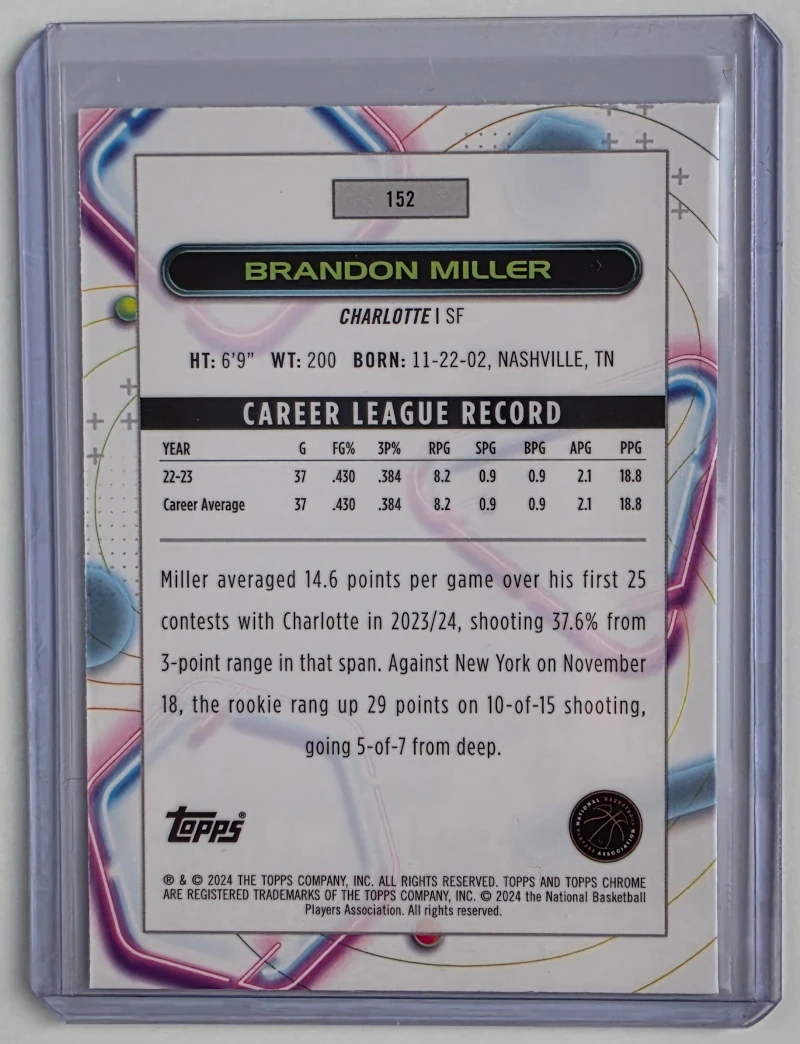 152
BRANDON MILLER
CHARLOTTE | SF
HT: 6'9" WT: 200 BORN: 11-22-02, NASHVILLE, TN
CAREER LEAGUE RECORD
YEAR G FG% 3P% RPG SPG BPG APG PPG
22-23 37 .430 .384 8.2 0.9 0.9 2.1 18.8
Career Average 37 .430 .384 8.2 0.9 0.9 2.1 18.8
Miller averaged 14.6 points per game over his first 25
contests with Charlotte in 2023/24, shooting 37.6% from
3-point range in that span. Against New York on November
18, the rookie rang up 29 points on 10-of-15 shooting,
going 5-of-7 from deep.
Topps®
NATIONAL BASKETBALL PLAYERS ASSOCIATION
® & © 2024 THE TOPPS COMPANY, INC. ALL RIGHTS RESERVED. TOPPS AND TOPPS CHROME
ARE REGISTERED TRADEMARKS OF THE TOPPS COMPANY, INC. © 2024 the National Basketball
Players Association. All rights reserved.